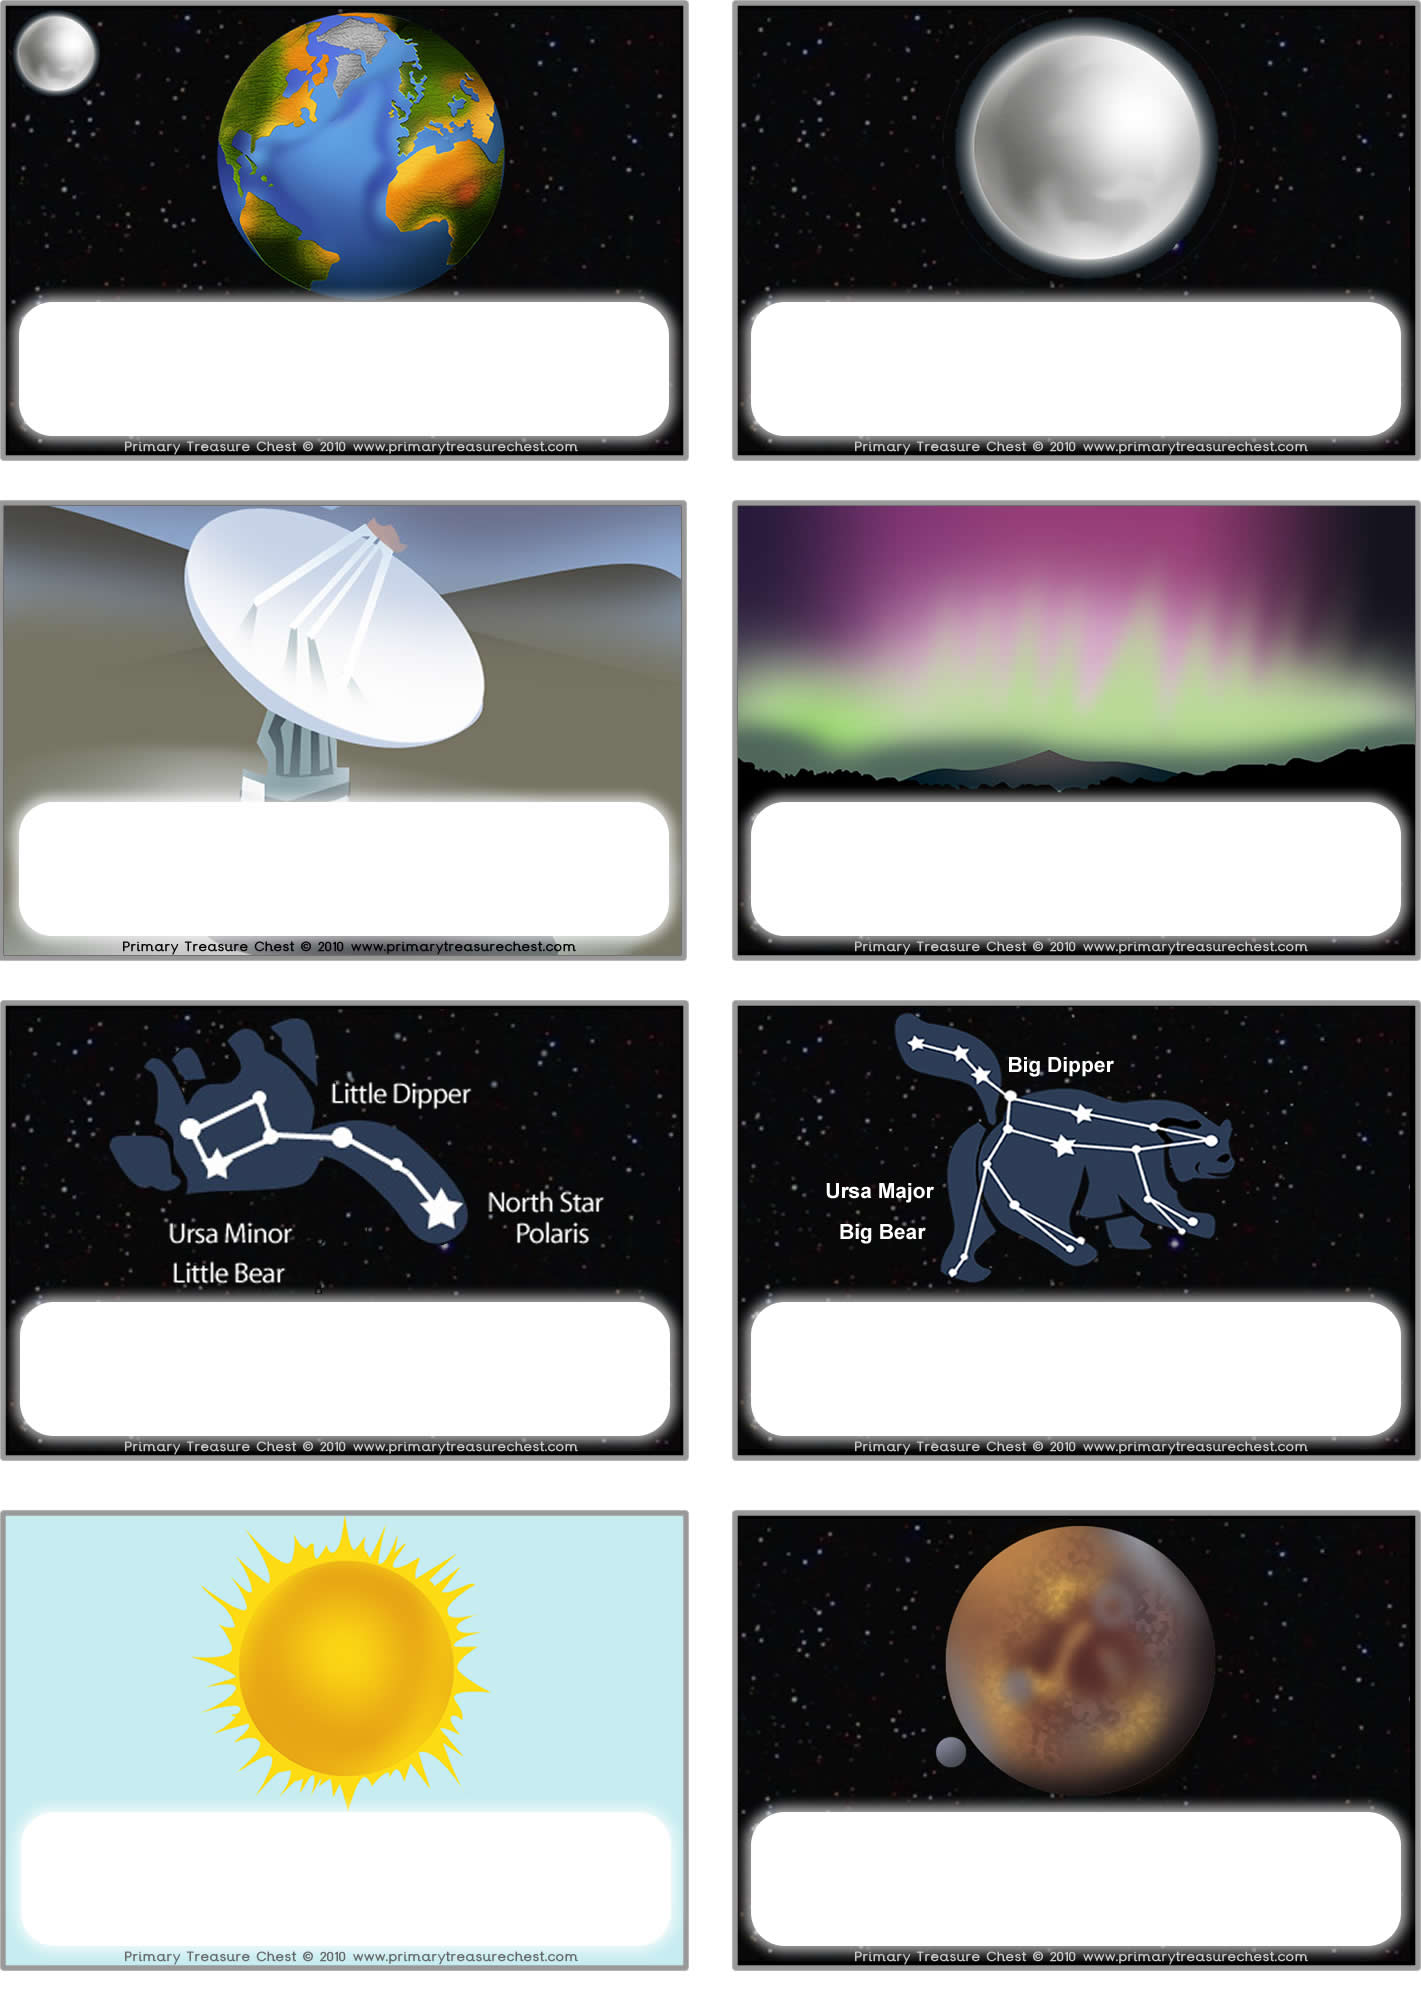 Primary Treasure Chest © 2010 www.primarytreasurechest.com
Primary Treasure Chest © 2010 www.primarytreasurechest.com
Primary Treasure Chest © 2010 www.primarytreasurechest.com
Primary Treasure Chest © 2010 www.primarytreasurechest.com
Little Dipper
North Star
Polaris
Ursa Minor
Little Bear
Primary Treasure Chest © 2010 www.primarytreasurechest.com
Big Dipper
Ursa Major
Big Bear
Primary Treasure Chest © 2010 www.primarytreasurechest.com
Primary Treasure Chest © 2010 www.primarytreasurechest.com
Primary Treasure Chest © 2010 www.primarytreasurechest.com